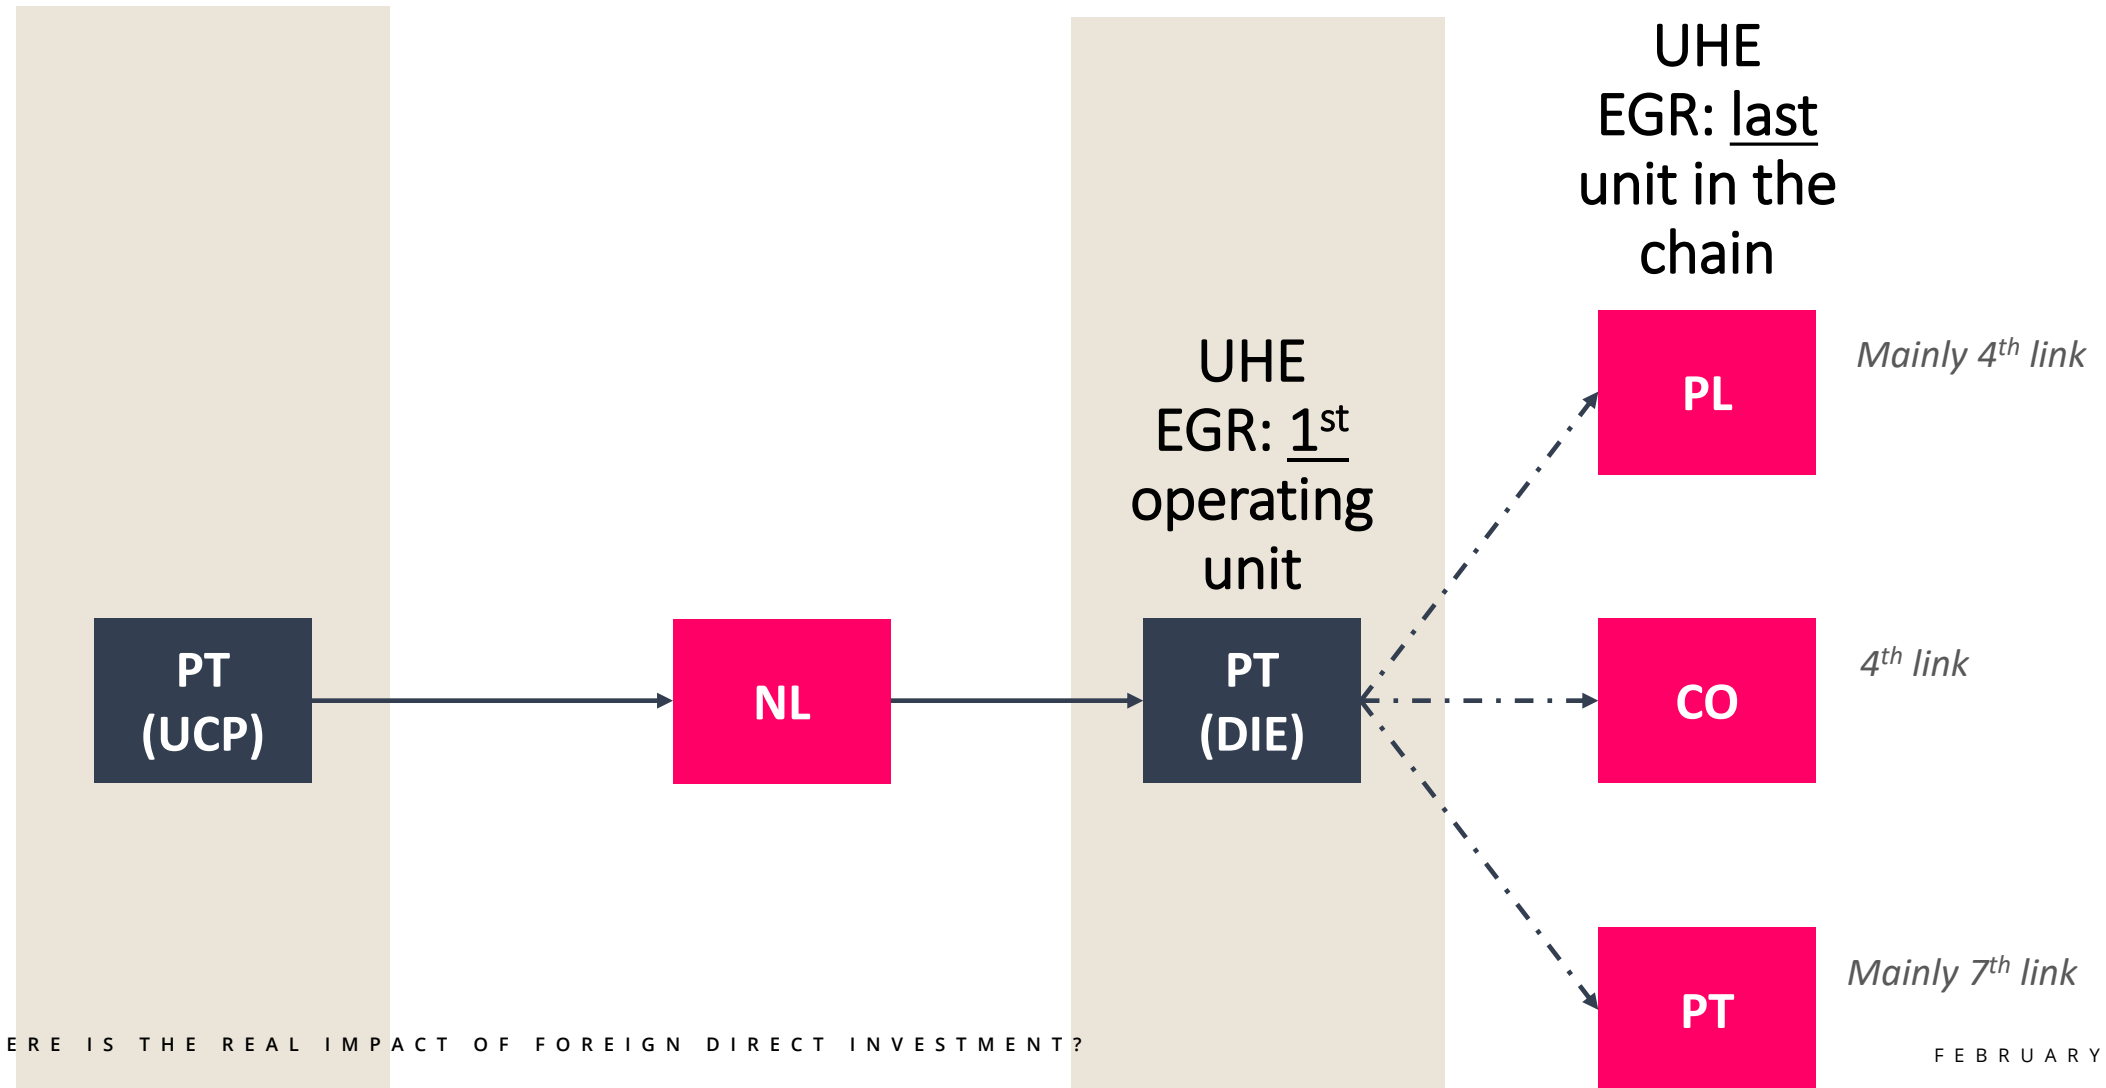 UHE
EGR: last
unit in the
chain
UHE
EGR: 1st
operating
unit
PT
(UCP)
NL
PT
(DIE)
PL
Mainly 4th link
CO
4th link
PT
Mainly 7th link
ERE IS THE REAL IMPACT OF FOREIGN DIRECT INVESTMENT?
FEBRUARY